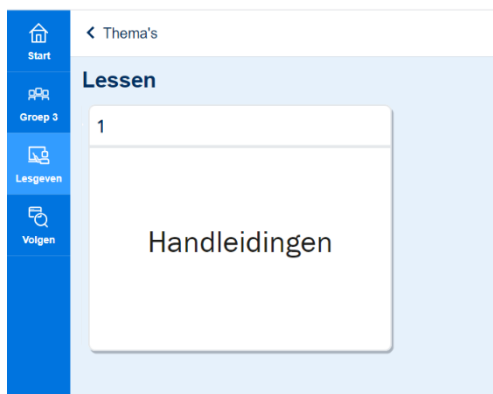 Start
Groep 3
Lesgeven
Volgen
Thema's
Lessen
1
Handleidingen